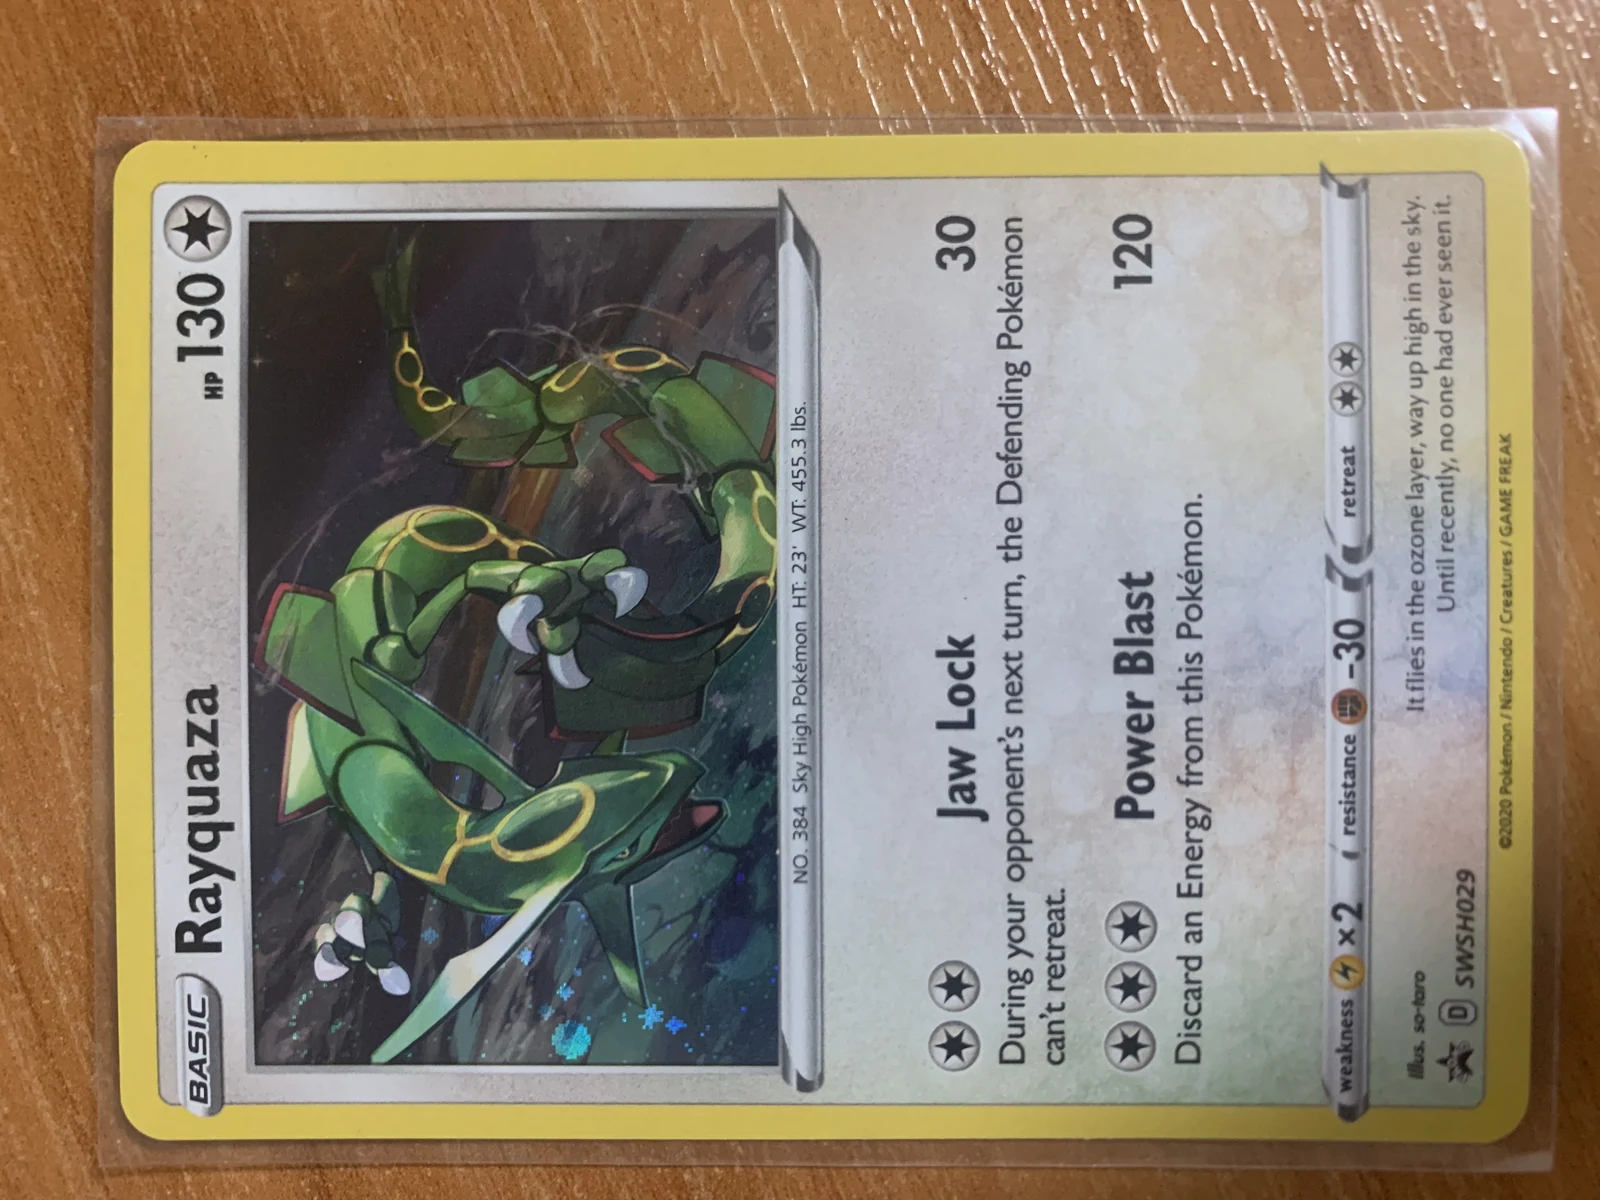 BASIC Rayquaza HP 130
NO. 384 Sky High Pokémon HT: 23' WT: 455.3 lbs.
Jaw Lock 30
During your opponent's next turn, the Defending Pokémon
can't retreat.
Power Blast 120
Discard an Energy from this Pokémon.
weakness ×2 resistance -30 retreat
Illus. so-taro
It flies in the ozone layer, way up high in the sky.
Until recently, no one had ever seen it.
D SWSH029
©2020 Pokémon / Nintendo / Creatures / GAME FREAK